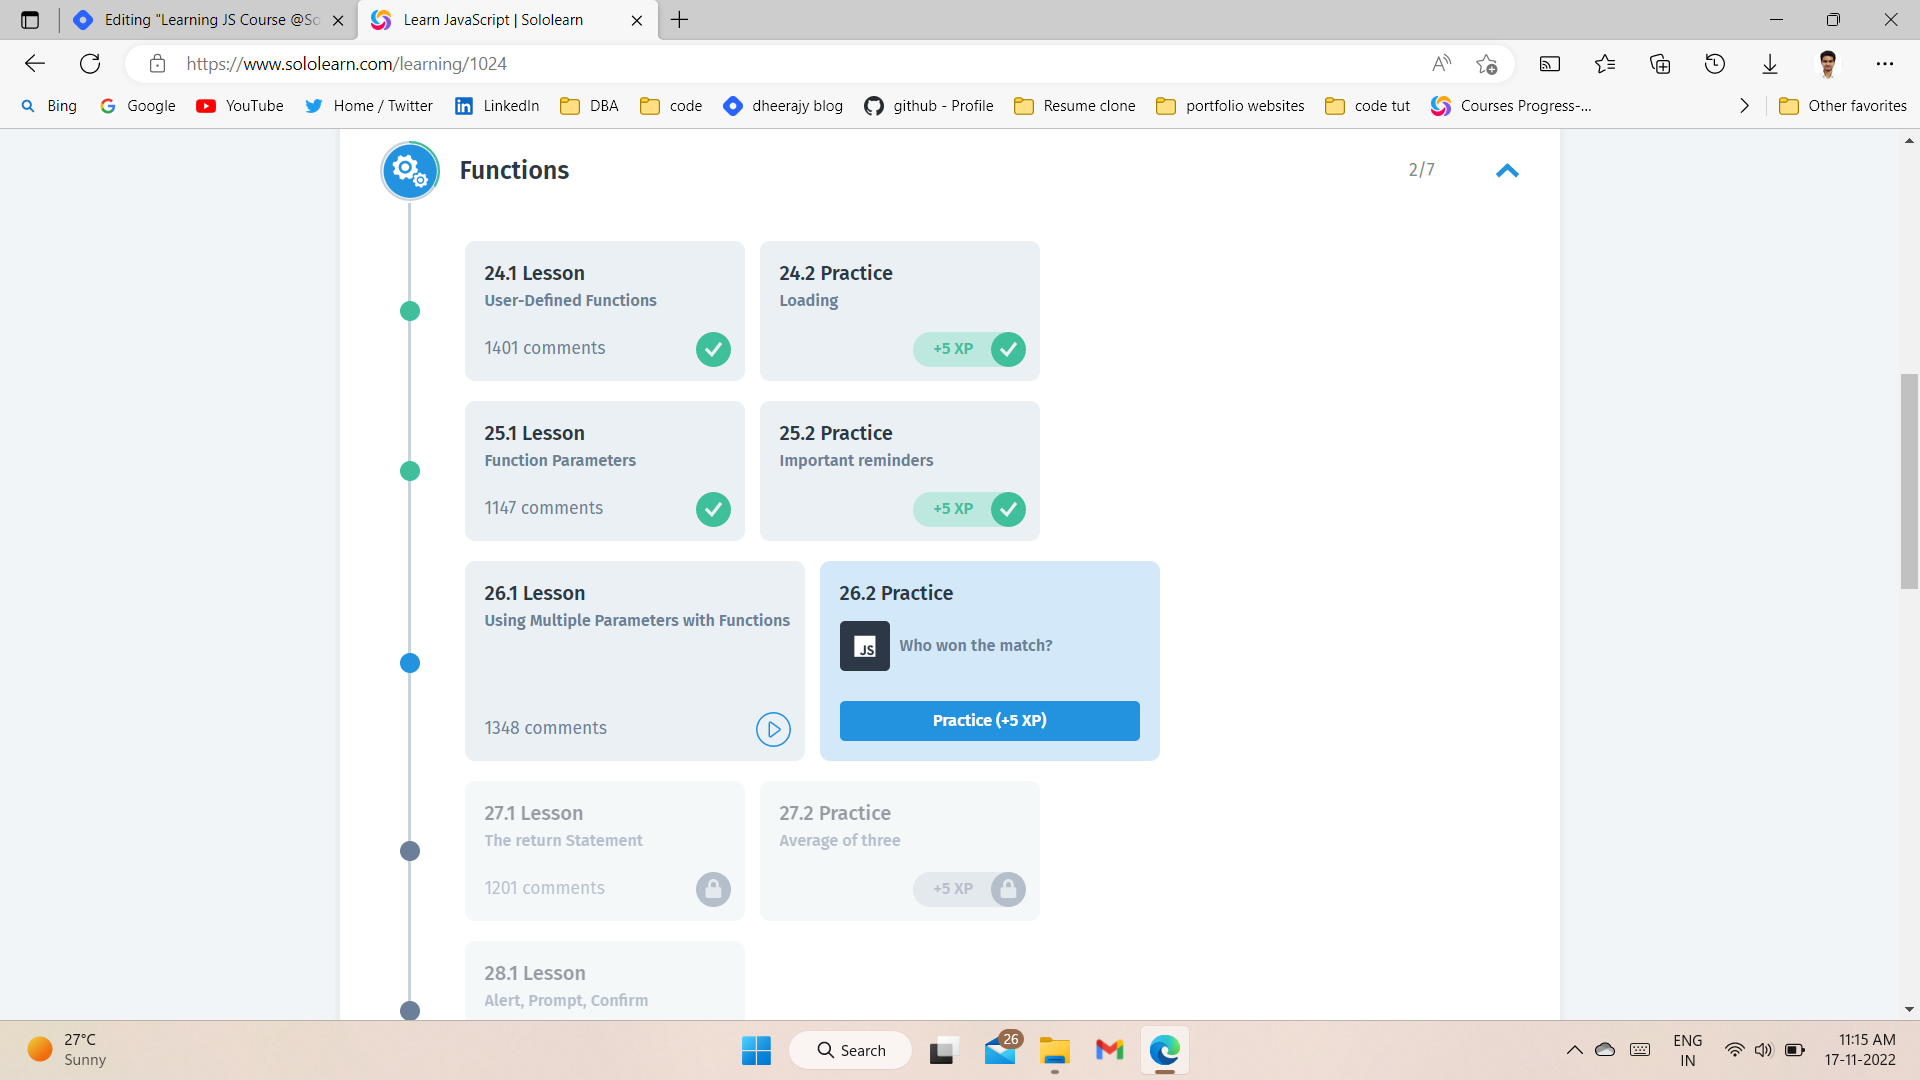 Editing "Learning JS Course @So
Learn JavaScript | Sololearn
https://www.sololearn.com/learning/1024
Bing
Google
YouTube
Home / Twitter
LinkedIn
DBA
code
dheerajy blog
github - Profile
Resume clone
portfolio websites
code tut
Courses Progress-...
Other favorites
Functions
2/7
24.1 Lesson
User-Defined Functions
1401 comments
24.2 Practice
Loading
+5 XP
25.1 Lesson
Function Parameters
1147 comments
25.2 Practice
Important reminders
+5 XP
26.1 Lesson
Using Multiple Parameters with Functions
1348 comments
26.2 Practice
JS
Who won the match?
Practice (+5 XP)
27.1 Lesson
The return Statement
1201 comments
27.2 Practice
Average of three
+5 XP
28.1 Lesson
Alert, Prompt, Confirm
27°C
Sunny
Search
26
ENG
IN
11:15 AM
17-11-2022